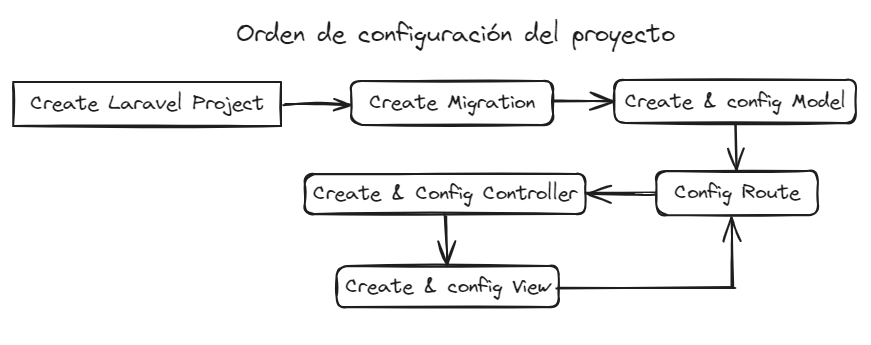 Orden de configuración del proyecto
Create Laravel Project
Create Migration
Create & config Model
Config Route
Create & Config Controller
Create & config View